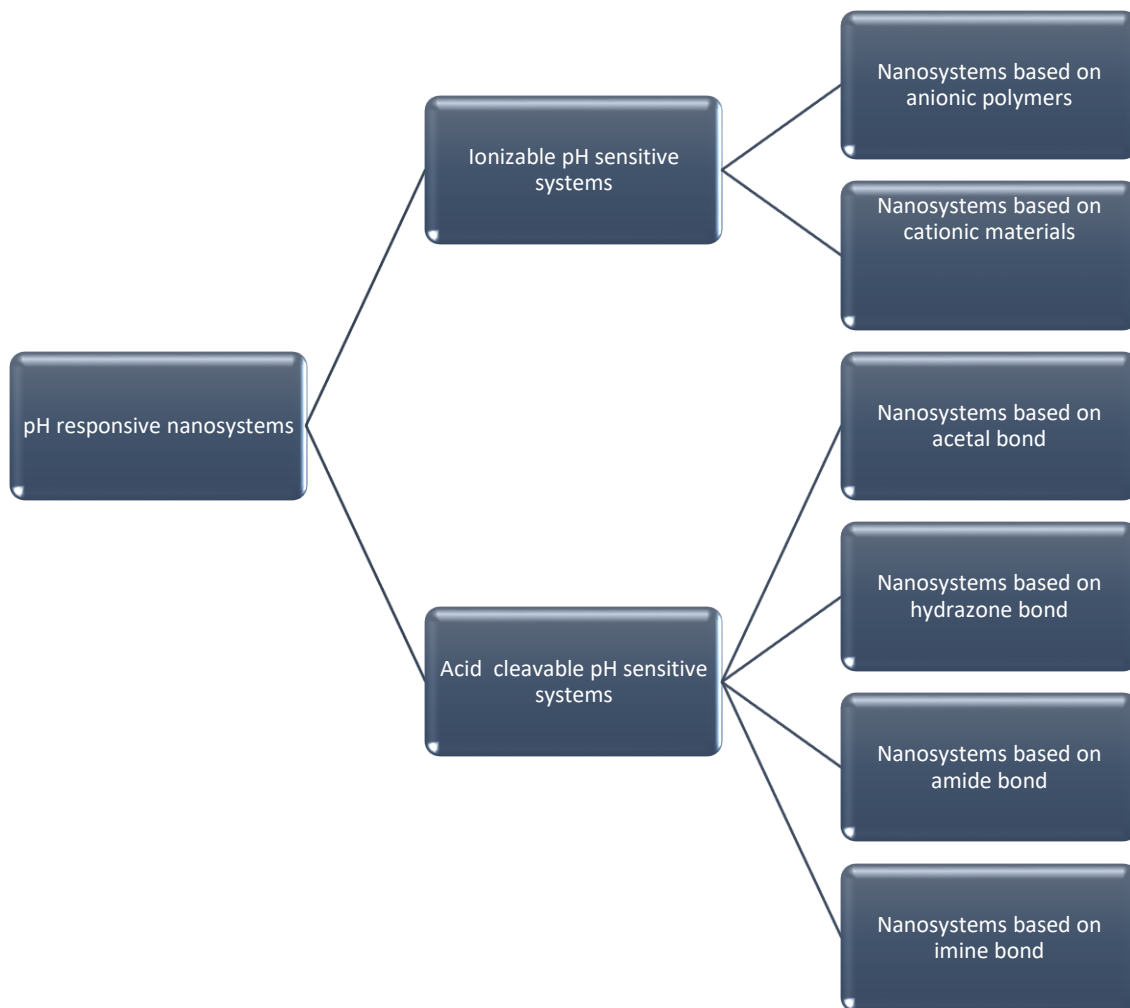 Nanosystems based on
anionic polymers
Ionizable pH sensitive
systems
Nanosystems based on
cationic materials
pH responsive nanosystems
Nanosystems based on
acetal bond
Nanosystems based on
hydrazone bond
Acid  cleavable pH sensitive
systems
Nanosystems based on
amide bond
Nanosystems based on
imine bond